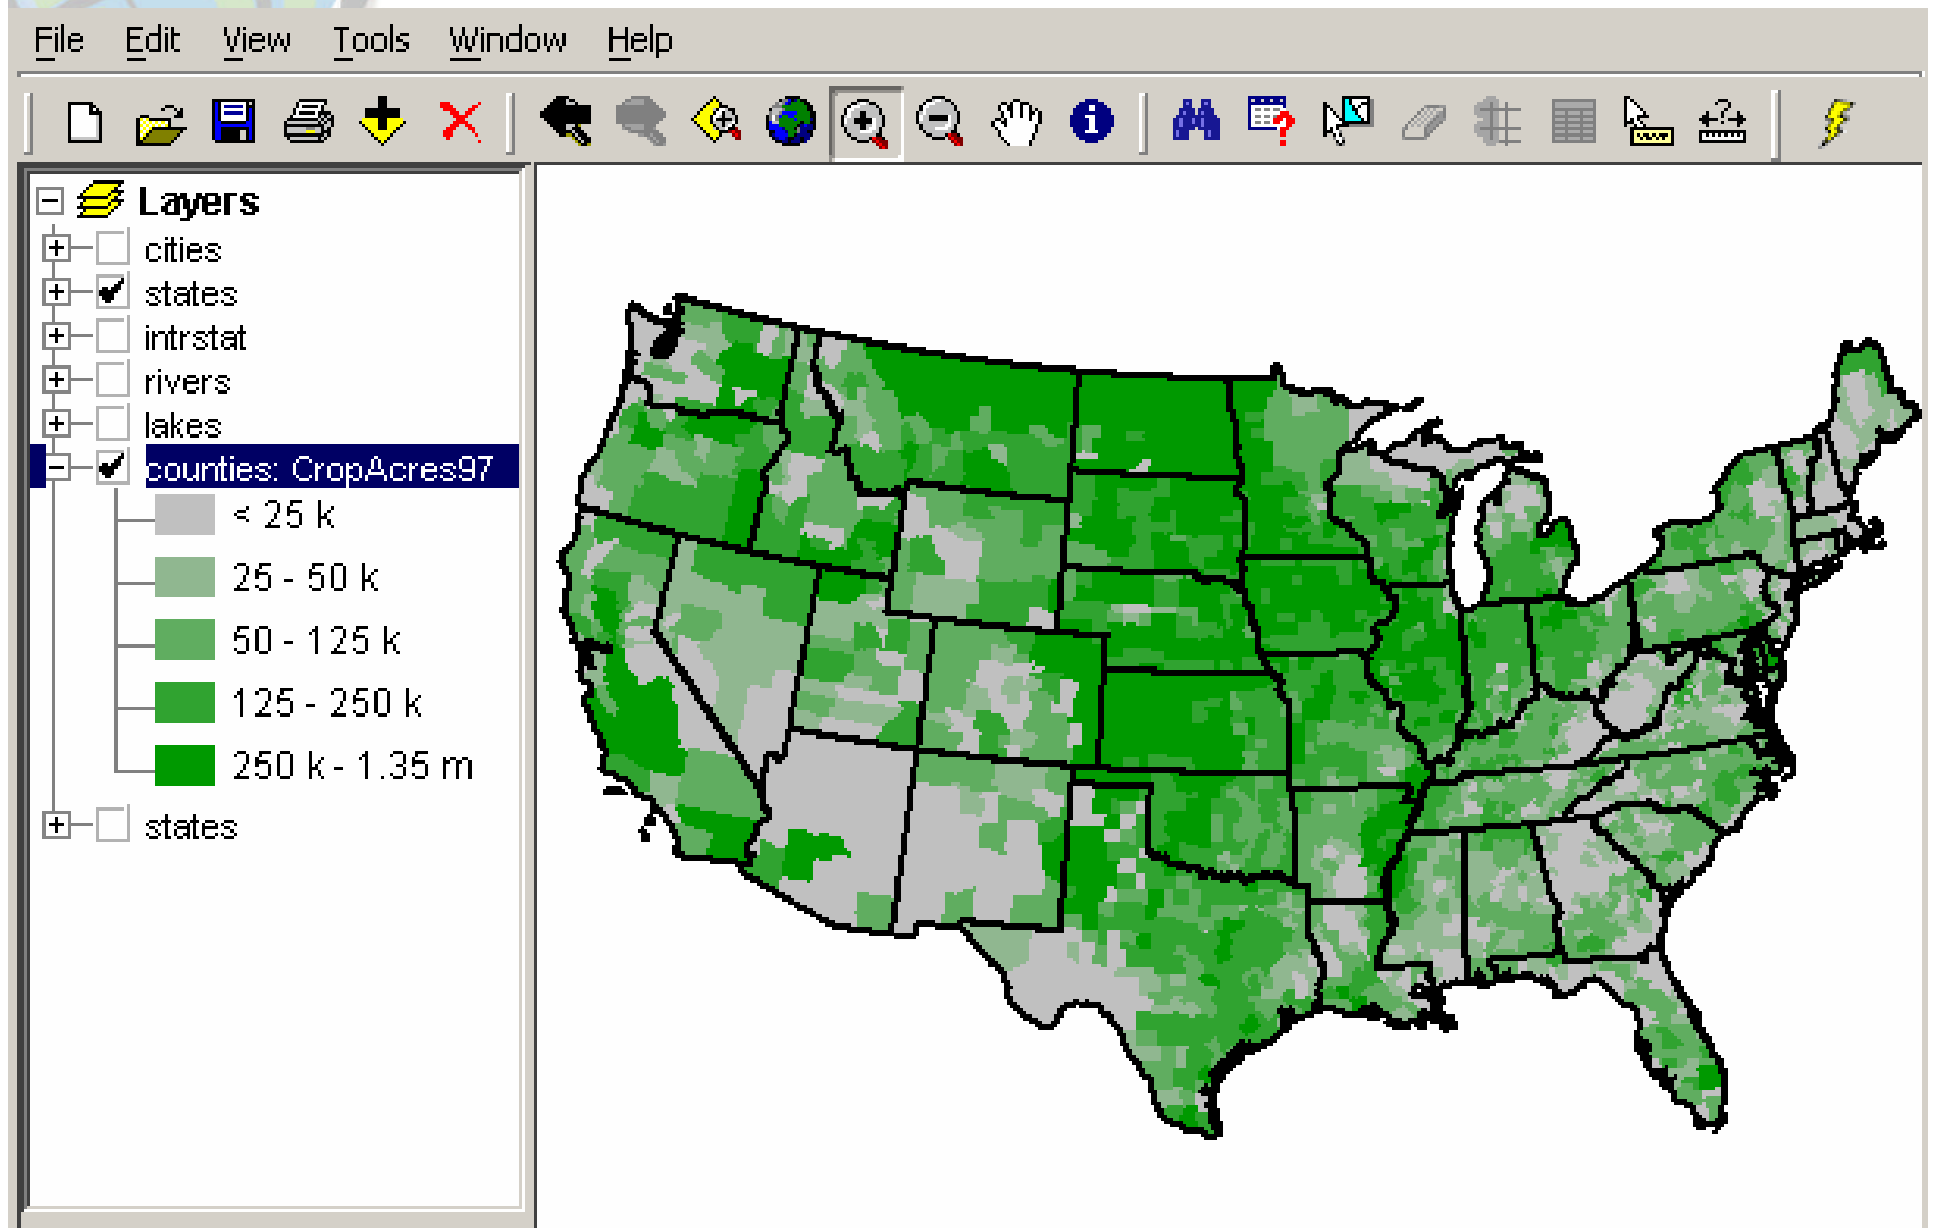 File Edit View Tools Window Help
Layers
cities
states
intrstat
rivers
lakes
counties: CropAcres97
< 25 k
25 - 50 k
50 - 125 k
125 - 250 k
250 k - 1.35 m
states